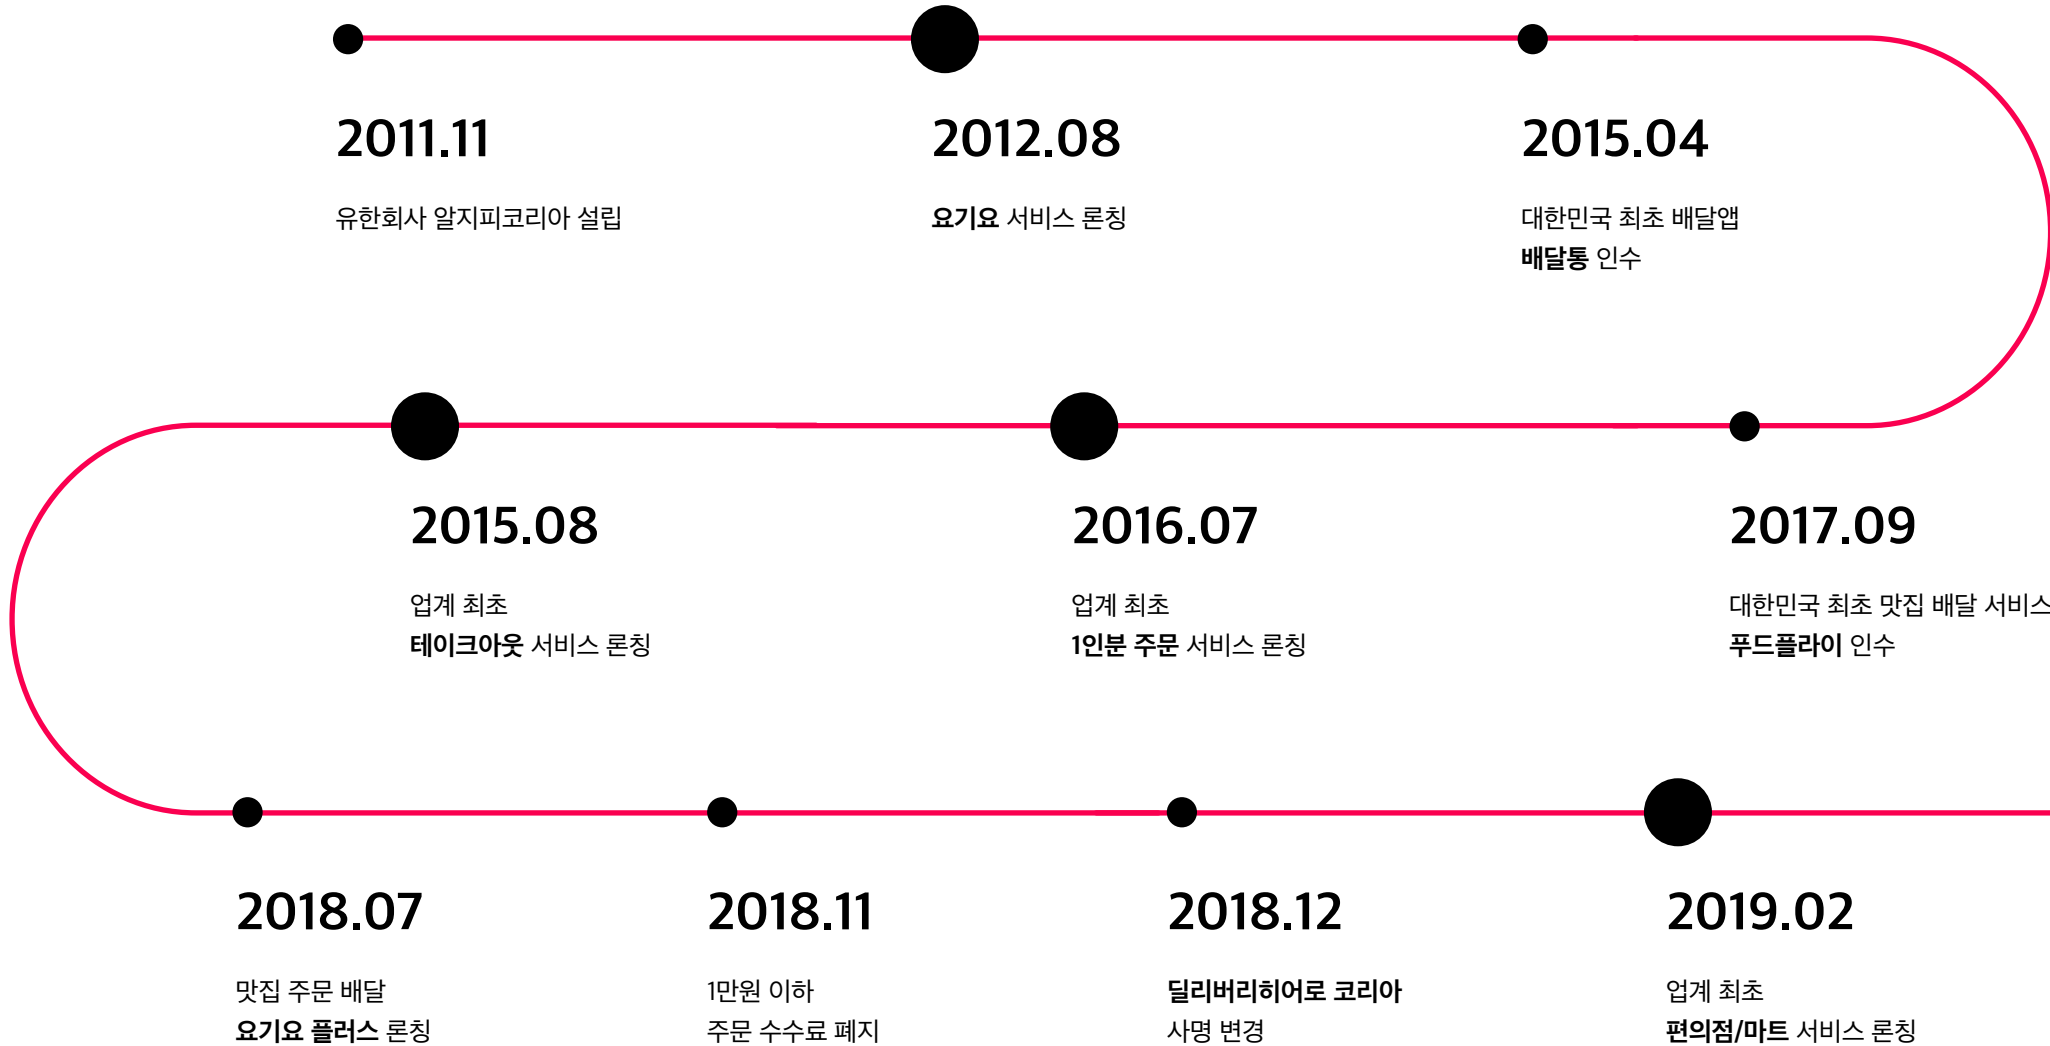 2011.11
유한회사 알지피코리아 설립
2012.08
요기요 서비스 론칭
2015.04
대한민국 최초 배달앱
배달통 인수
2015.08
업계 최초
테이크아웃 서비스 론칭
2016.07
업계 최초
1인분 주문 서비스 론칭
2017.09
대한민국 최초 맛집 배달 서비스
푸드플라이 인수
2018.07
맛집 주문 배달
요기요 플러스 론칭
2018.11
1만원 이하
주문 수수료 폐지
2018.12
딜리버리히어로 코리아
사명 변경
2019.02
업계 최초
편의점/마트 서비스 론칭